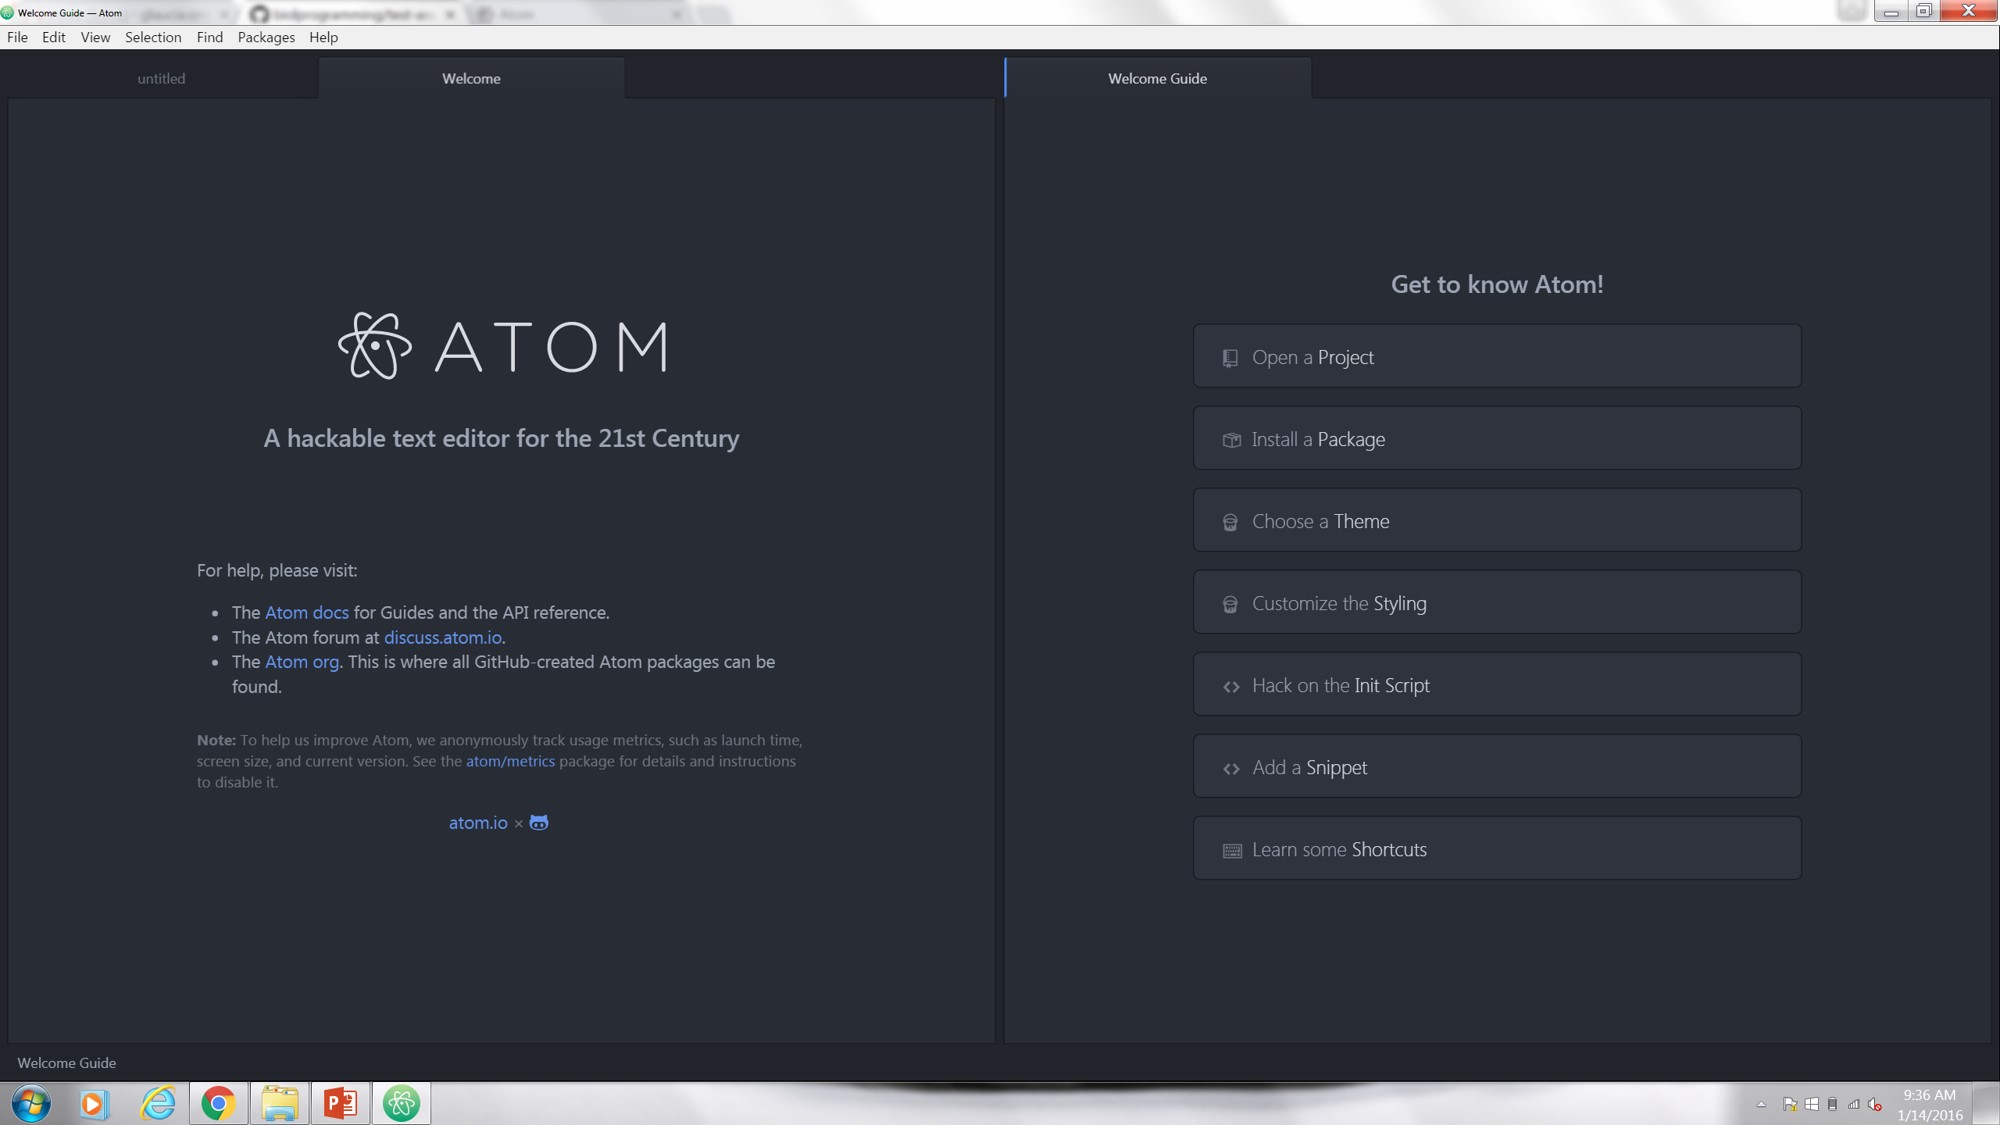 Welcome Guide — Atom
File Edit View Selection Find Packages Help
untitled
Welcome
Welcome Guide
ATOM
A hackable text editor for the 21st Century
For help, please visit:
• The Atom docs for Guides and the API reference.
• The Atom forum at discuss.atom.io.
• The Atom org. This is where all GitHub-created Atom packages can be
found.
Note: To help us improve Atom, we anonymously track usage metrics, such as launch time,
screen size, and current version. See the atom/metrics package for details and instructions
to disable it.
atom.io ×
Get to know Atom!
Open a Project
Install a Package
Choose a Theme
Customize the Styling
Hack on the Init Script
Add a Snippet
Learn some Shortcuts
Welcome Guide
9:36 AM
1/14/2016